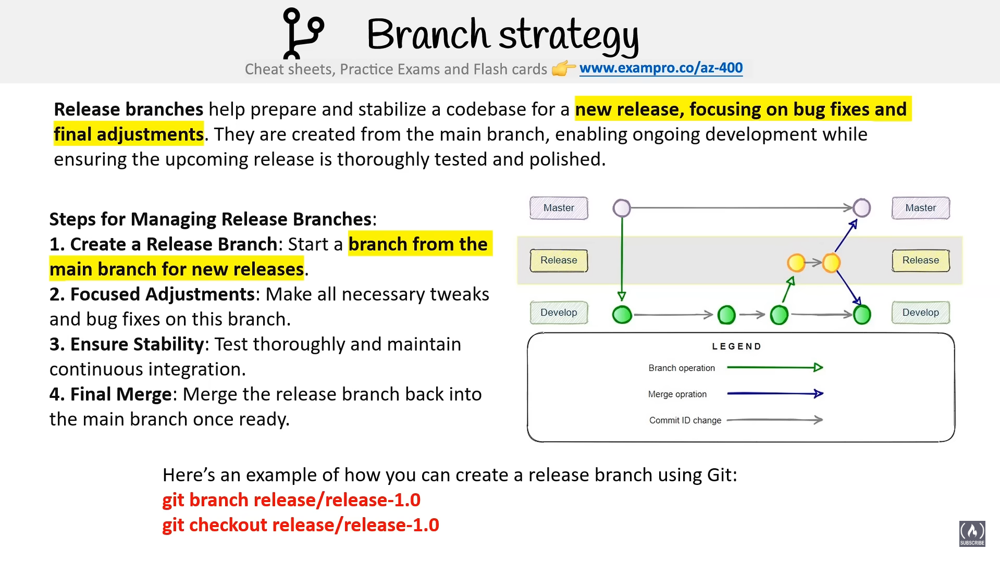 Branch strategy
Cheat sheets, Practice Exams and Flash cards 👉 www.exampro.co/az-400
Release branches help prepare and stabilize a codebase for a new release, focusing on bug fixes and
final adjustments. They are created from the main branch, enabling ongoing development while
ensuring the upcoming release is thoroughly tested and polished.
Steps for Managing Release Branches:
1. Create a Release Branch: Start a branch from the
main branch for new releases.
2. Focused Adjustments: Make all necessary tweaks
and bug fixes on this branch.
3. Ensure Stability: Test thoroughly and maintain
continuous integration.
4. Final Merge: Merge the release branch back into
the main branch once ready.
Master
Master
Release
Release
Develop
Develop
LEGEND
Branch operation
Merge opration
Commit ID change
Here’s an example of how you can create a release branch using Git:
git branch release/release-1.0
git checkout release/release-1.0
SUBSCRIBE